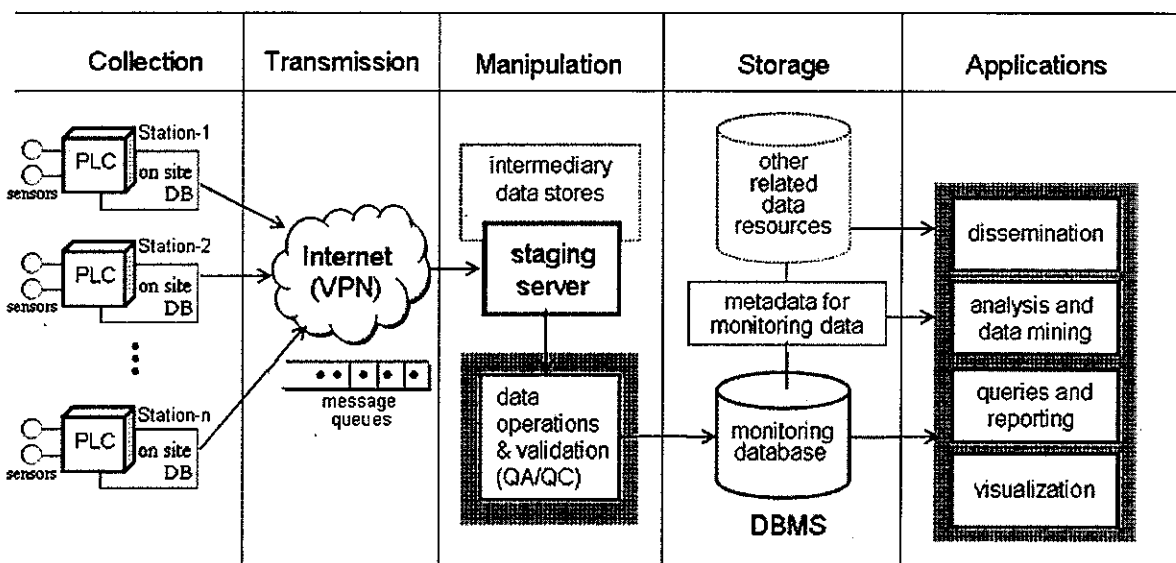 Collection
Transmission
Manipulation
Storage
Applications
Station-1
PLC
on site
DB
sensors
Station-2
PLC
on site
DB
sensors
Station-n
PLC
on site
DB
sensors
Internet
(VPN)
message
queues
intermediary
data stores
staging
server
data
operations
& validation
(QA/QC)
other
related
data
resources
metadata for
monitoring data
monitoring
database
DBMS
dissemination
analysis and
data mining
queries and
reporting
visualization